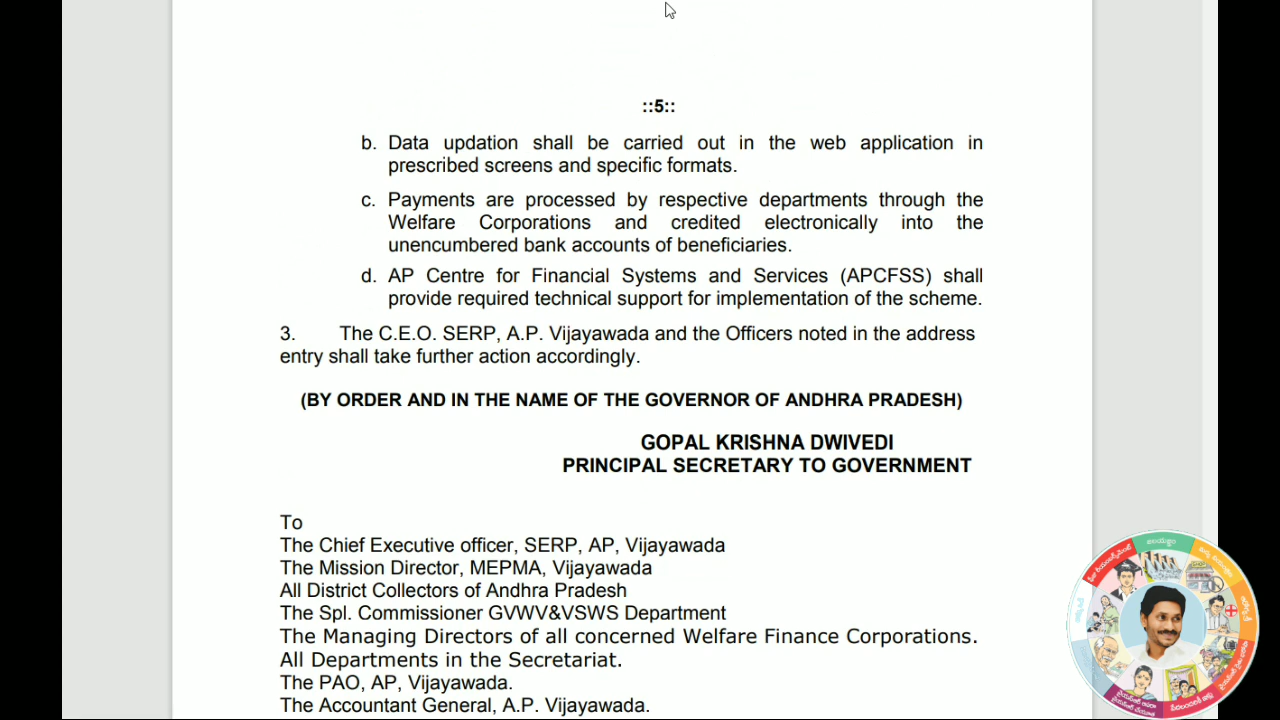 ::5::
b. Data updation shall be carried out in the web application in
prescribed screens and specific formats.
c. Payments are processed by respective departments through the
Welfare Corporations and credited electronically into the
unencumbered bank accounts of beneficiaries.
d. AP Centre for Financial Systems and Services (APCFSS) shall
provide required technical support for implementation of the scheme.
3. The C.E.O. SERP, A.P. Vijayawada and the Officers noted in the address
entry shall take further action accordingly.
(BY ORDER AND IN THE NAME OF THE GOVERNOR OF ANDHRA PRADESH)
GOPAL KRISHNA DWIVEDI
PRINCIPAL SECRETARY TO GOVERNMENT
To
The Chief Executive officer, SERP, AP, Vijayawada
The Mission Director, MEPMA, Vijayawada
All District Collectors of Andhra Pradesh
The Spl. Commissioner GVWV&VSWS Department
The Managing Directors of all concerned Welfare Finance Corporations.
All Departments in the Secretariat.
The PAO, AP, Vijayawada.
The Accountant General, A.P. Vijayawada.
జలయజ్ఞం